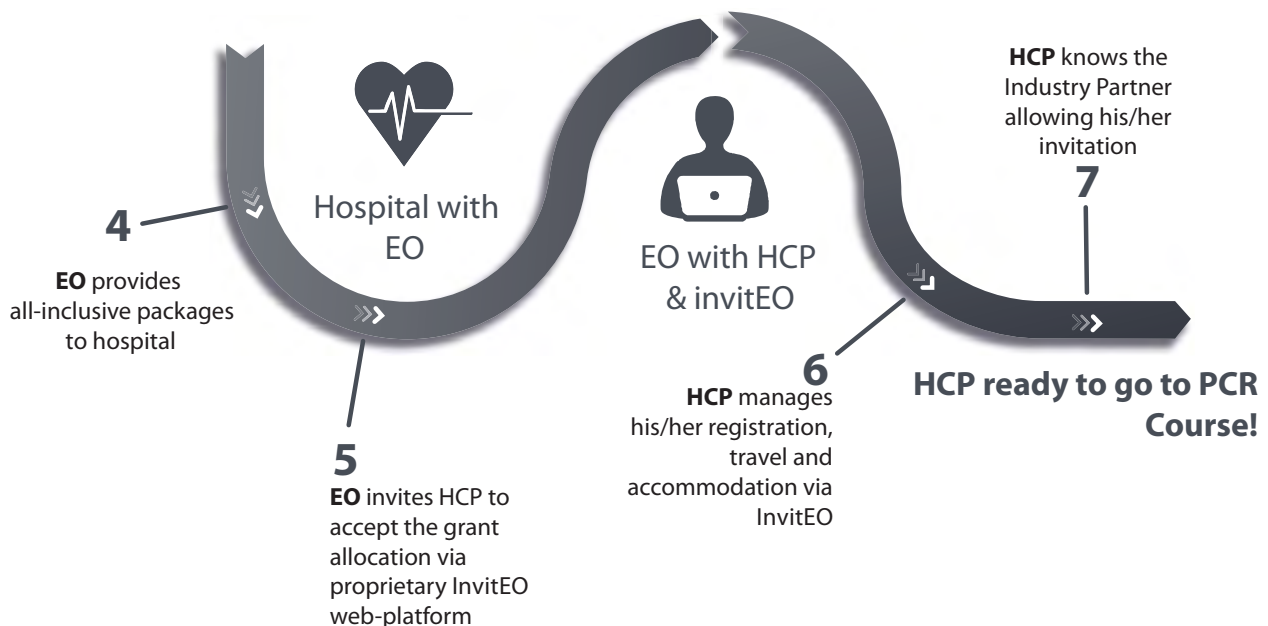 4
EO provides
all-inclusive packages
to hospital
Hospital with
EO
5
EO invites HCP to
accept the grant
allocation via
proprietary InvitEO
web-platform
EO with HCP
& invitEO
6
HCP manages
his/her registration,
travel and
accommodation via
InvitEO
HCP knows the
Industry Partner
allowing his/her
invitation
7
HCP ready to go to PCR
Course!